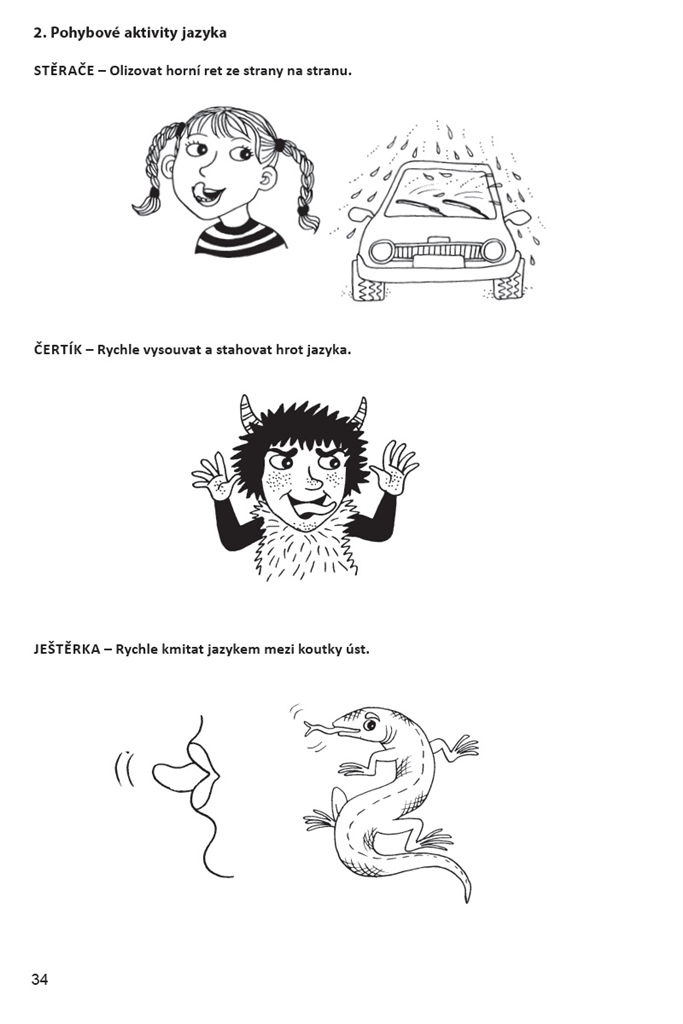 2. Pohybové aktivity jazyka
STĚRAČE – Olizovat horní ret ze strany na stranu.
ČERTÍK – Rychle vysouvat a stahovat hrot jazyka.
JEŠTĚRKA – Rychle kmitat jazykem mezi koutky úst.
34